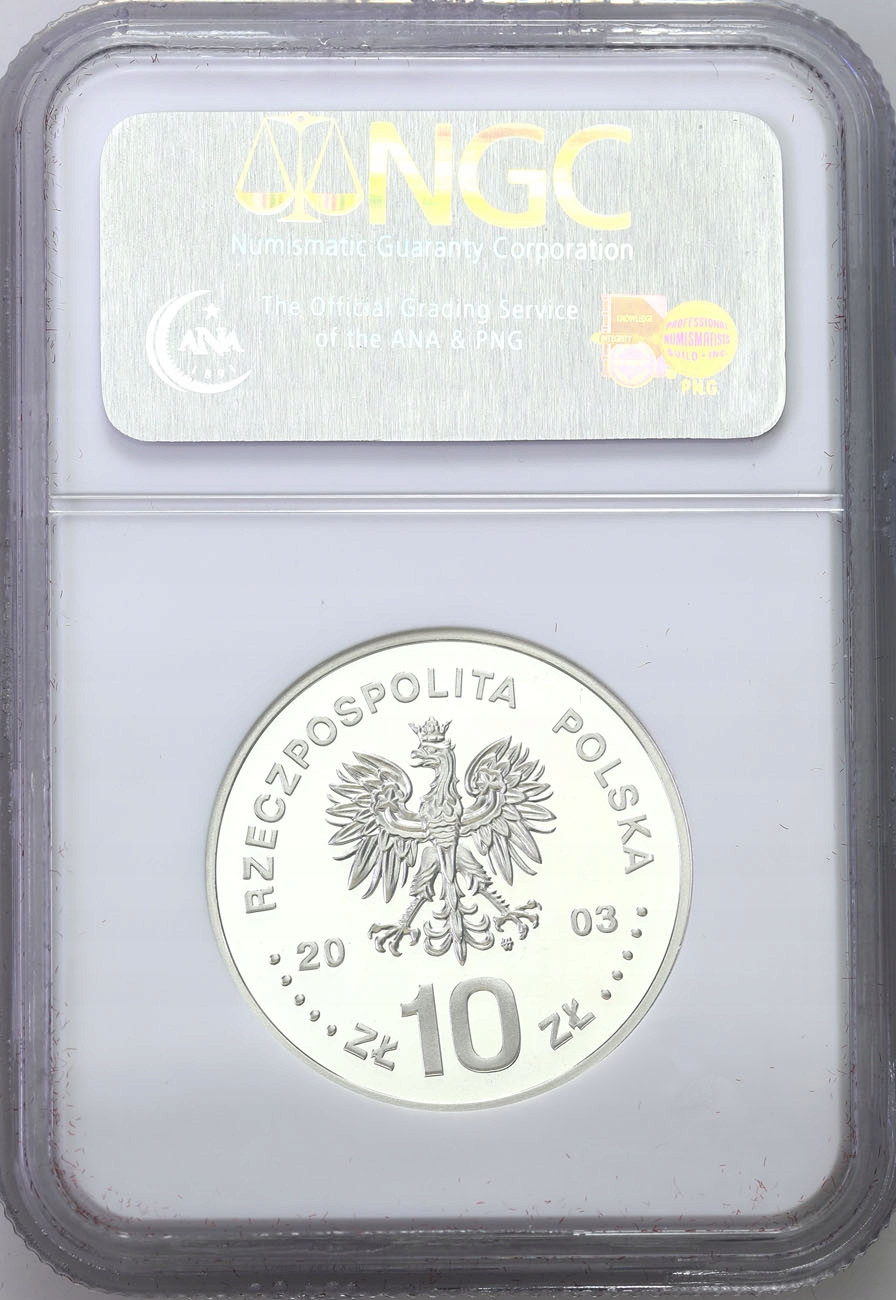 NGC
Numismatic Guaranty Corporation
The Official Grading Service
of the ANA & PNG
ANA
1891
KNOWLEDGE
INTEGRITY
PROFESSIONAL
NUMISMATISTS
GUILD • INC
P.N.G.
RZECZPOSPOLITA POLSKA
20 03
ZŁ 10 ZŁ